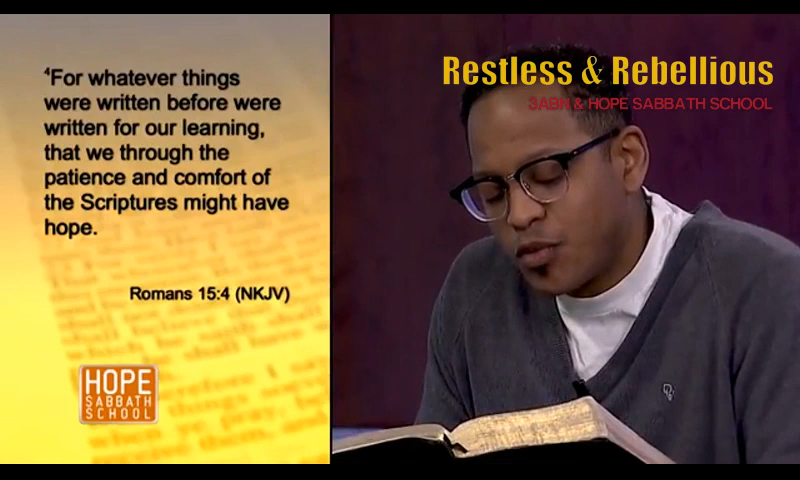 ⁴For whatever things
were written before were
written for our learning,
that we through the
patience and comfort of
the Scriptures might have
hope.
Romans 15:4 (NKJV)
HOPE
SABBATH
SCHOOL
Restless & Rebellious
3ABN & HOPE SABBATH SCHOOL